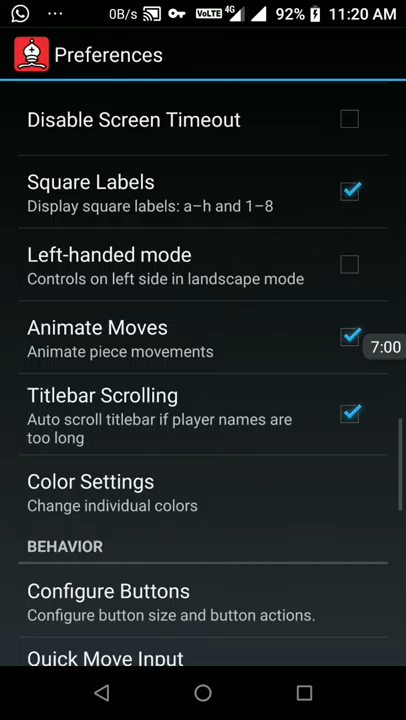 0B/s VoLTE 4G 92% 11:20 AM
Preferences
Disable Screen Timeout
Square Labels
Display square labels: a–h and 1–8
Left-handed mode
Controls on left side in landscape mode
Animate Moves
Animate piece movements
7:00
Titlebar Scrolling
Auto scroll titlebar if player names are
too long
Color Settings
Change individual colors
BEHAVIOR
Configure Buttons
Configure button size and button actions.
Quick Move Input